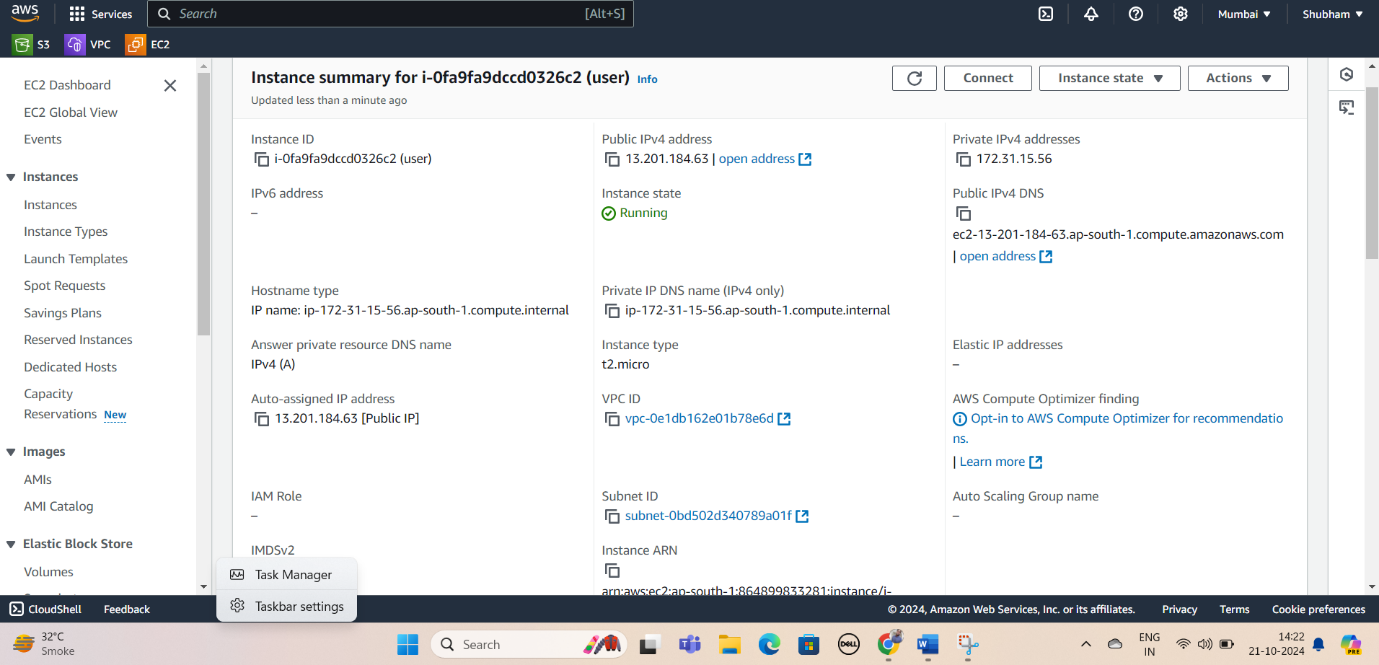 aws
Services
Search
[Alt+S]
Mumbai ▼
Shubham ▼
S3
VPC
EC2
EC2 Dashboard
EC2 Global View
Events
Instances
Instances
Instance Types
Launch Templates
Spot Requests
Savings Plans
Reserved Instances
Dedicated Hosts
Capacity
Reservations New
Images
AMIs
AMI Catalog
Elastic Block Store
Volumes
Instance summary for i-0fa9fa9dccd0326c2 (user) Info
Updated less than a minute ago
Connect
Instance state ▼
Actions ▼
Instance ID
i-0fa9fa9dccd0326c2 (user)
Public IPv4 address
13.201.184.63 | open address
Private IPv4 addresses
172.31.15.56
IPv6 address
–
Instance state
Running
Public IPv4 DNS
ec2-13-201-184-63.ap-south-1.compute.amazonaws.com
| open address
Hostname type
IP name: ip-172-31-15-56.ap-south-1.compute.internal
Private IP DNS name (IPv4 only)
ip-172-31-15-56.ap-south-1.compute.internal
Answer private resource DNS name
IPv4 (A)
Instance type
t2.micro
Elastic IP addresses
–
Auto-assigned IP address
13.201.184.63 [Public IP]
VPC ID
vpc-0e1db162e01b78e6d
AWS Compute Optimizer finding
Opt-in to AWS Compute Optimizer for recommendatio
ns.
| Learn more
IAM Role
–
Subnet ID
subnet-0bd502d340789a01f
Auto Scaling Group name
–
IMDSv2
Instance ARN
arn:aws:ec2:ap-south-1:864899833281:instance/i-
Task Manager
Taskbar settings
CloudShell
Feedback
© 2024, Amazon Web Services, Inc. or its affiliates.
Privacy
Terms
Cookie preferences
32°C
Smoke
Search
DELL
ENG
IN
14:22
21-10-2024
PRE